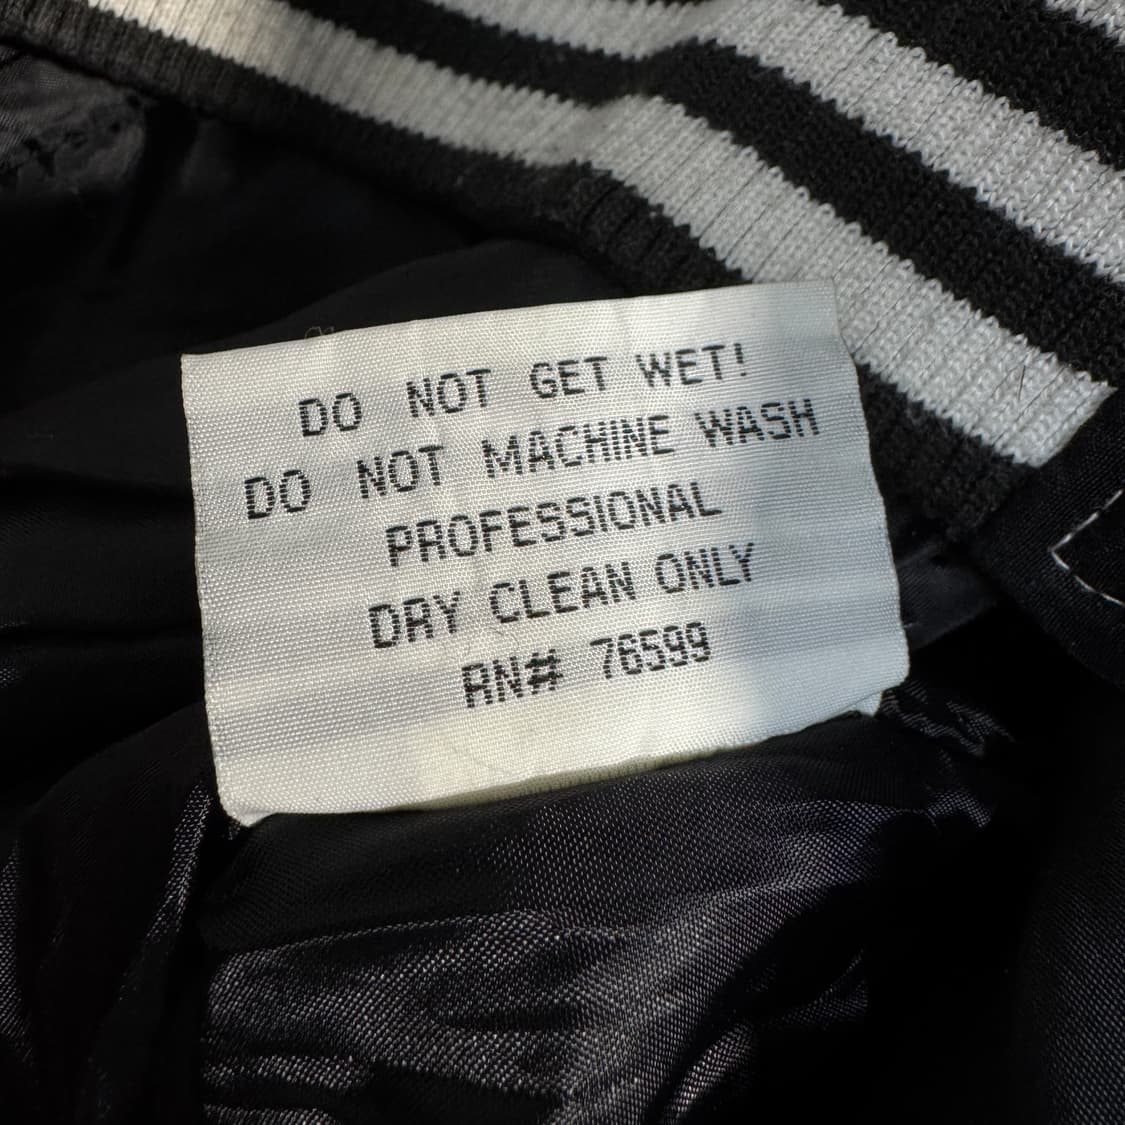 DO NOT GET WET!
DO NOT MACHINE WASH
PROFESSIONAL
DRY CLEAN ONLY
RN# 76599